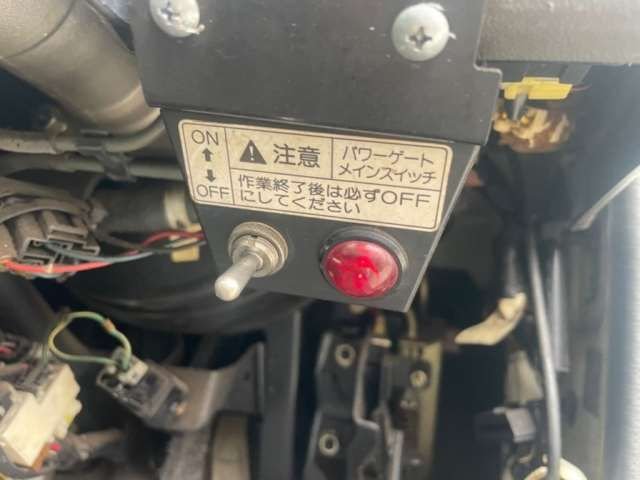 ON
↑
↓
OFF
⚠注意
パワーゲート
メインスイッチ
作業終了後は必ずOFF
にしてください